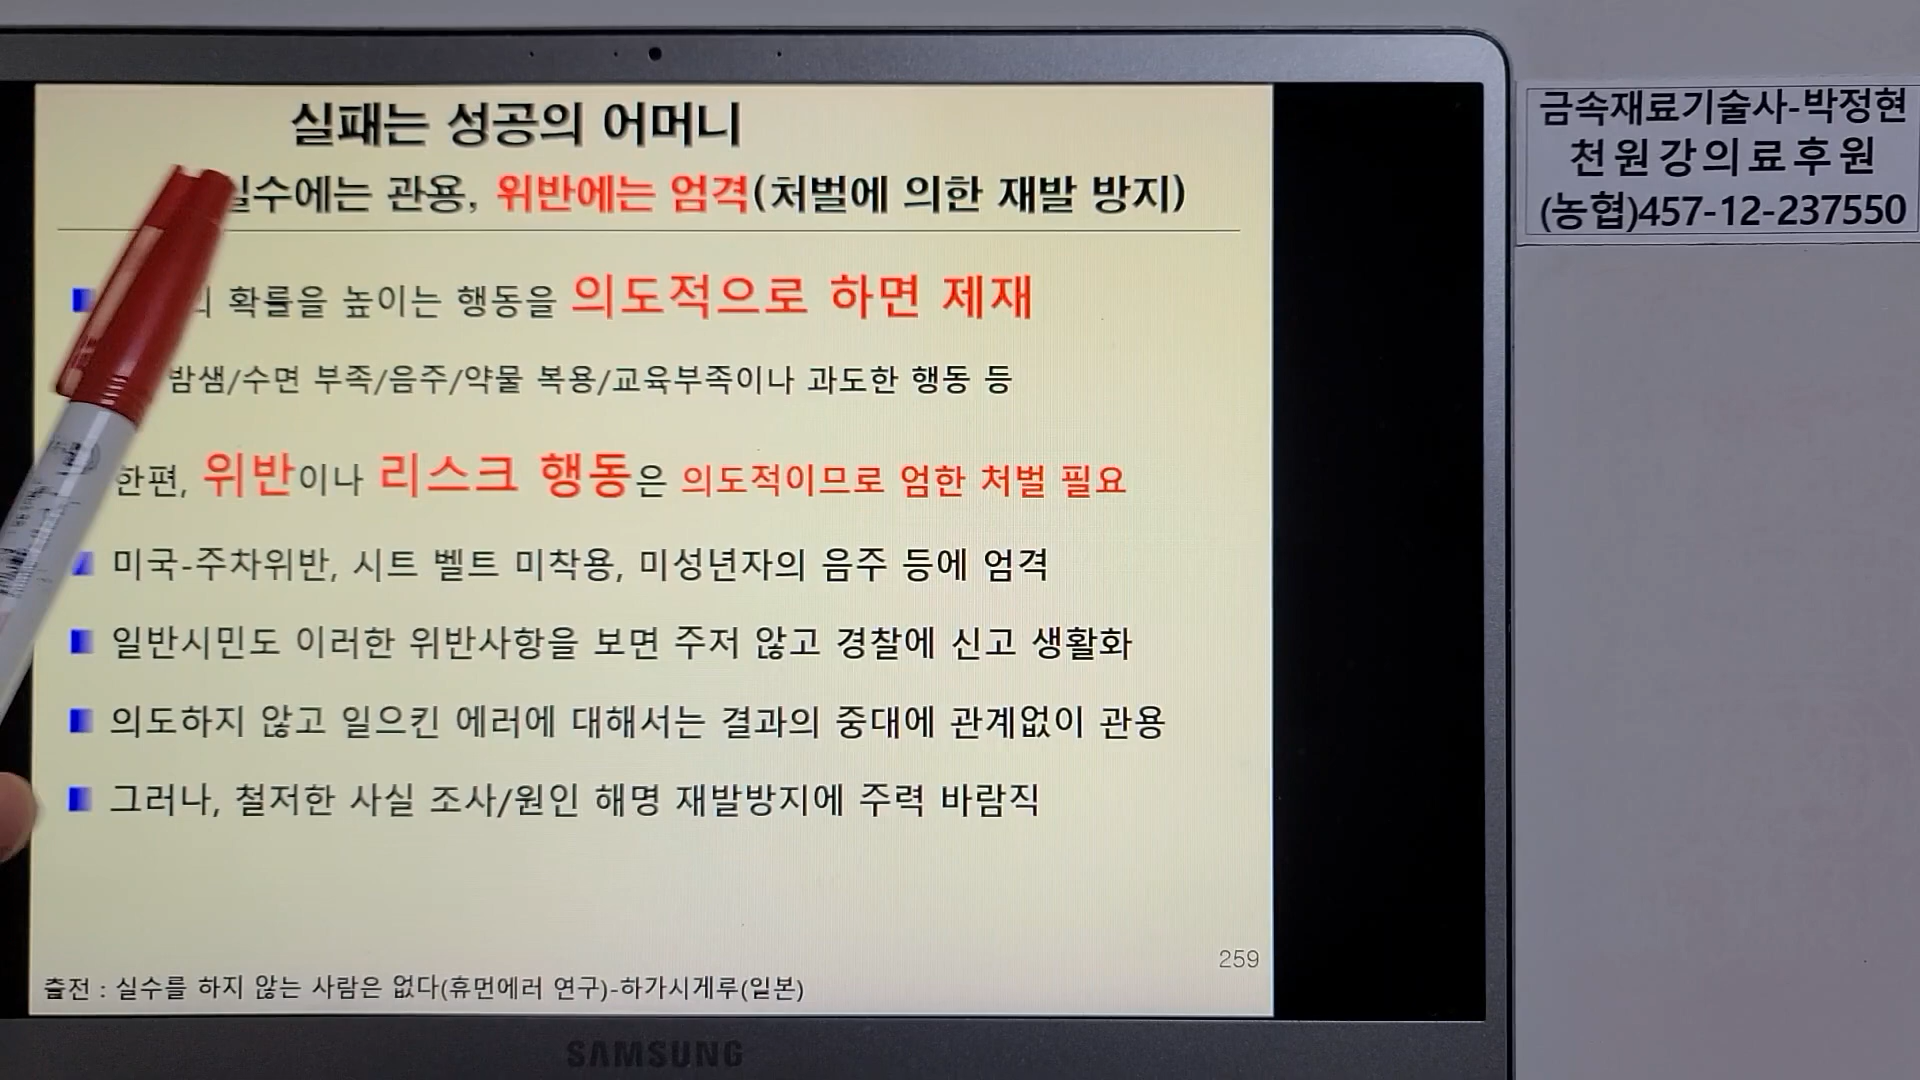 실패는 성공의 어머니
실수에는 관용, 위반에는 엄격(처벌에 의한 재발 방지)
확률을 높이는 행동을 의도적으로 하면 제재
밤샘/수면 부족/음주/약물 복용/교육부족이나 과도한 행동 등
한편, 위반이나 리스크 행동은 의도적이므로 엄한 처벌 필요
미국-주차위반, 시트 벨트 미착용, 미성년자의 음주 등에 엄격
일반시민도 이러한 위반사항을 보면 주저 않고 경찰에 신고 생활화
의도하지 않고 일으킨 에러에 대해서는 결과의 중대에 관계없이 관용
그러나, 철저한 사실 조사/원인 해명 재발방지에 주력 바람직
259
출전 : 실수를 하지 않는 사람은 없다(휴먼에러 연구)-하가시게루(일본)
SAMSUNG
금속재료기술사-박정현
천원강의료후원
(농협)457-12-237550